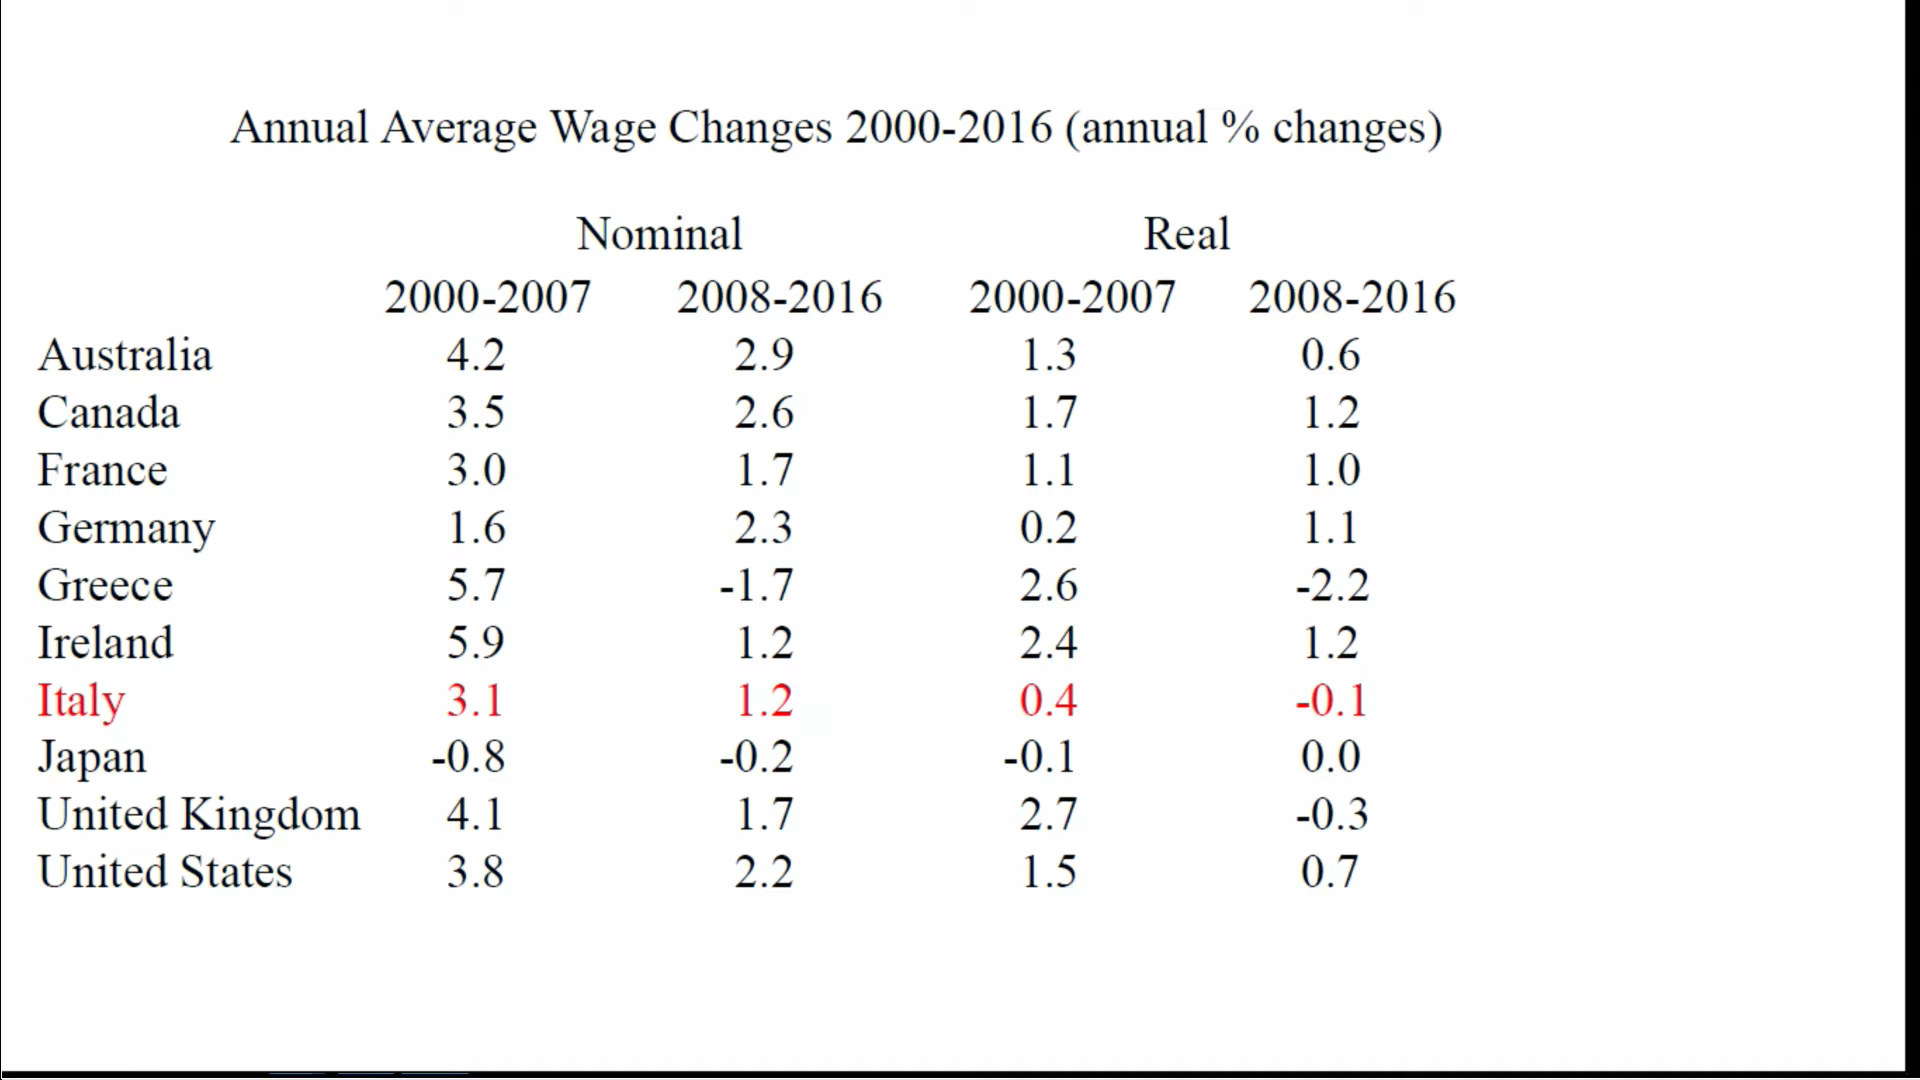 Annual Average Wage Changes 2000-2016 (annual % changes)
Nominal Real
2000-2007 2008-2016 2000-2007 2008-2016
Australia 4.2 2.9 1.3 0.6
Canada 3.5 2.6 1.7 1.2
France 3.0 1.7 1.1 1.0
Germany 1.6 2.3 0.2 1.1
Greece 5.7 -1.7 2.6 -2.2
Ireland 5.9 1.2 2.4 1.2
Italy 3.1 1.2 0.4 -0.1
Japan -0.8 -0.2 -0.1 0.0
United Kingdom 4.1 1.7 2.7 -0.3
United States 3.8 2.2 1.5 0.7